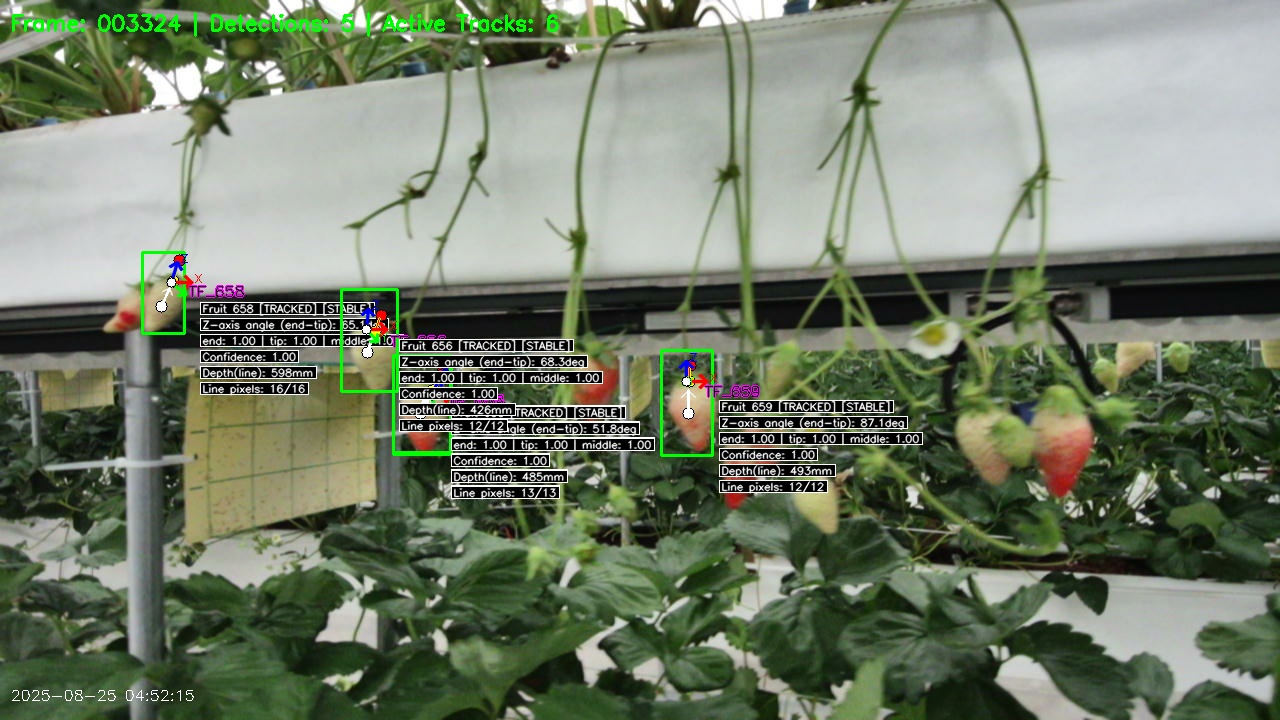 Frame: 003324 | Detections: 5 | Active Tracks: 6
X
TF_658
Fruit 658 [TRACKED] [STABLE]
Z-axis angle (end-tip): 65.
end: 1.00 | tip: 1.00 | middle: 1.0
Confidence: 1.00
Depth(line): 598mm
Line pixels: 16/16
Fruit 656 [TRACKED] [STABLE]
Z-axis angle (end-tip): 68.3deg
end: 1.00 | tip: 1.00 | middle: 1.00
Confidence: 1.00
Depth(line): 426mm
Line pixels: 12/12
TRACKED] [STABLE]
gle (end-tip): 51.8deg
end: 1.00 | tip: 1.00 | middle: 1.00
Confidence: 1.00
Depth(line): 485mm
Line pixels: 13/13
TF_659
Fruit 659 [TRACKED] [STABLE]
Z-axis angle (end-tip): 87.1deg
end: 1.00 | tip: 1.00 | middle: 1.00
Confidence: 1.00
Depth(line): 493mm
Line pixels: 12/12
2025-08-25 04:52:15